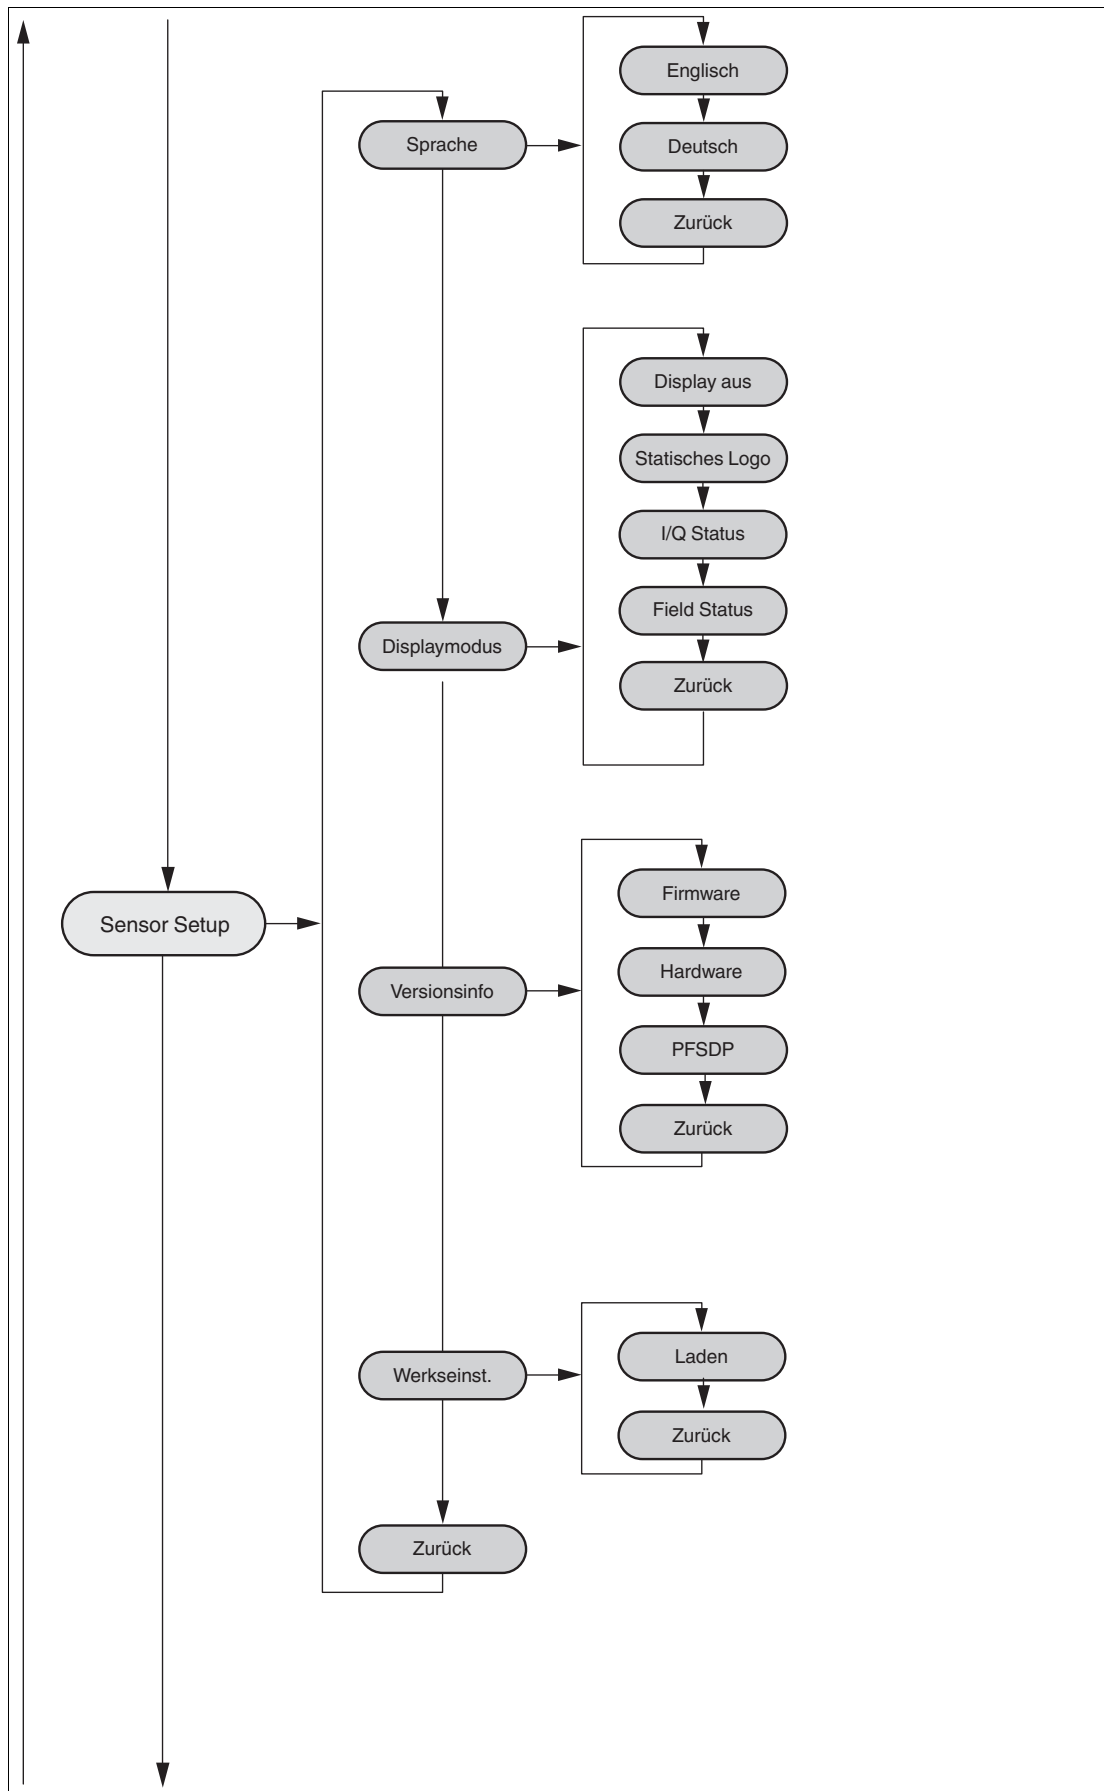 Englisch
Sprache
Deutsch
Zurück
Display aus
Statisches Logo
I/Q Status
Field Status
Displaymodus
Zurück
Firmware
Sensor Setup
Hardware
Versionsinfo
PFSDP
Zurück
Laden
Werkseinst.
Zurück
Zurück